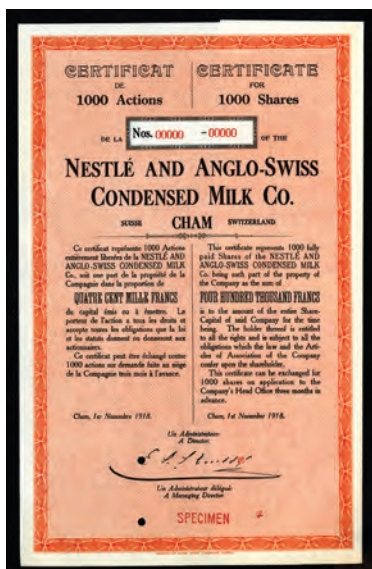 CERTIFICAT
DE
1000 Actions
CERTIFICATE
FOR
1000 Shares
DE LA Nos. 00000 - 00000 OF THE
NESTLÉ AND ANGLO-SWISS
CONDENSED MILK CO.
SUISSE CHAM SWITZERLAND
Ce certificat représente 1000 Actions
entièrement libérées de la NESTLÉ AND
ANGLO-SWISS CONDENSED MILK
Co., soit une part de la propriété de la
Compagnie dans la proportion de
QUATRE CENT MILLE FRANCS
du capital émis ou à émettre. Le
porteur de l'action a tous les droits et
accepte toutes les obligations que la loi
et les statuts donnent ou
actionnaires.
Ce certificat peut être échangé contre
1000 actions sur demande faite au siège
de la Compagnie trois mois à l'avance.
Cham, 1er Novembre 1918.
This certificate represents 1000 fully
paid Shares of the NESTLÉ AND
ANGLO-SWISS CONDENSED MILK
Co. being such part of the property of
the Company as the sum of
FOUR HUNDRED THOUSAND FRANCS
is to the amount of the entire Share-
Capital of said Company for the time
being. The holder thereof is entitled
to all the rights and is subject to all the
obligations which the law and the Arti-
cles of Association of the Company
confer upon the shareholder.
This certificate can be exchanged for
1000 shares on application to the
Company's Head Office three months in
advance.
Cham, 1st November 1918.
Un Administrateur:
A Director:
Un Administrateur délégué:
A Managing Director:
SPECIMEN